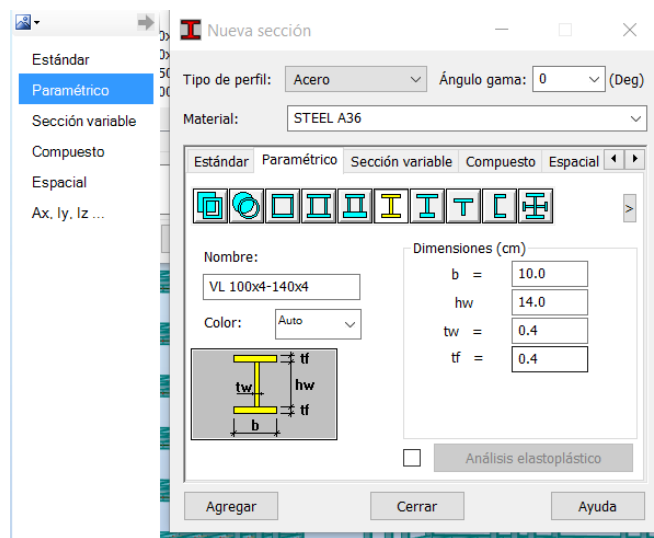 Estándar
Paramétrico
Sección variable
Compuesto
Espacial
Ax, Iy, Iz ...
Nueva sección
Tipo de perfil: Acero Ángulo gama: 0 (Deg)
Material: STEEL A36
Estándar Paramétrico Sección variable Compuesto Espacial
>
Nombre:
VL 100x4-140x4
Color: Auto
tf
tw hw
tf
b
Dimensiones (cm)
b = 10.0
hw 14.0
tw = 0.4
tf = 0.4
Análisis elastoplástico
Agregar Cerrar Ayuda